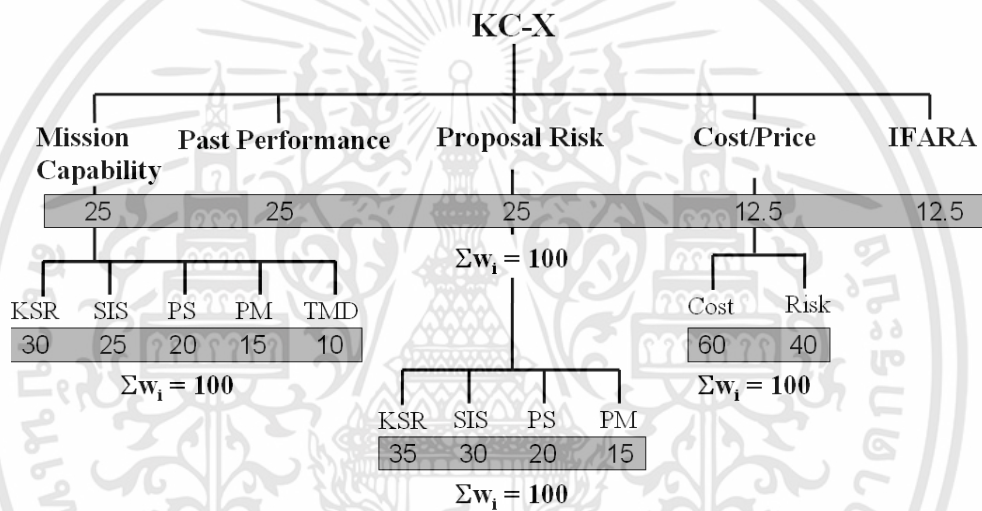 KC-X
Mission Capability
Past Performance
Proposal Risk
Cost/Price
IFARA
25 25 25 12.5 12.5
Σwᵢ = 100
KSR SIS PS PM TMD
30 25 20 15 10
Σwᵢ = 100
Cost Risk
60 40
Σwᵢ = 100
KSR SIS PS PM
35 30 20 15
Σwᵢ = 100